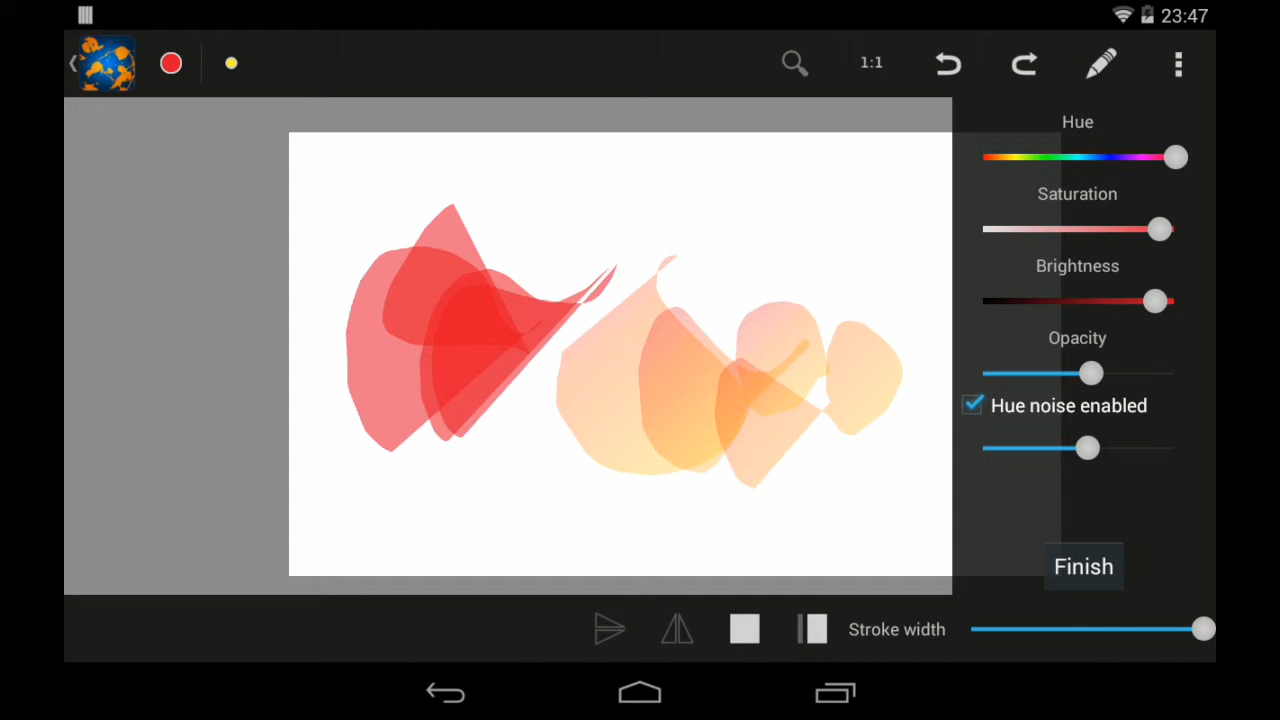 23:47
1:1
Hue
Saturation
Brightness
Opacity
Hue noise enabled
Finish
Stroke width